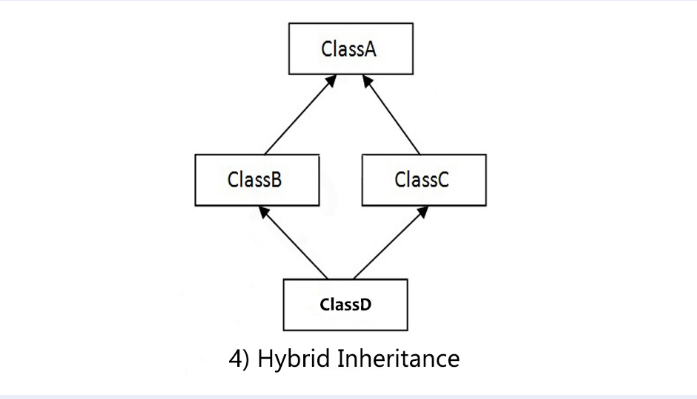 ClassA
ClassB
ClassC
ClassD
4) Hybrid Inheritance